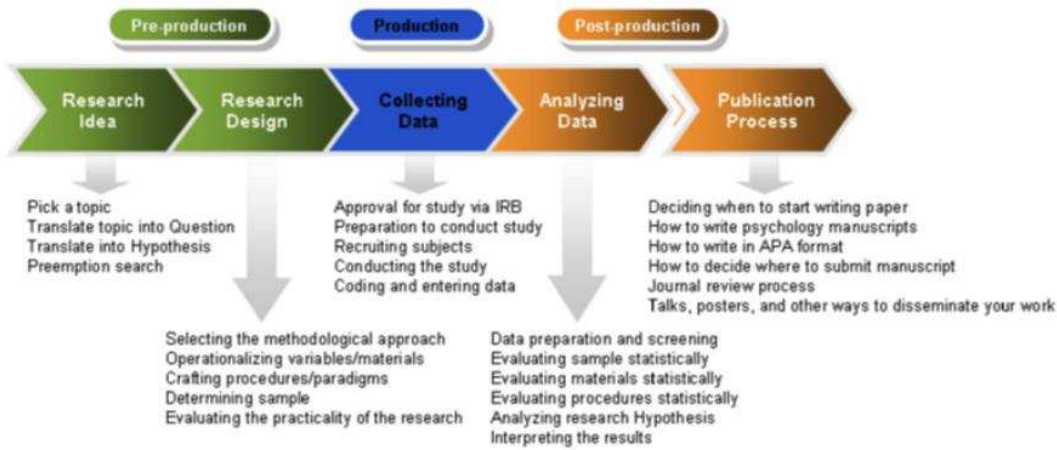 Pre-production
Production
Post-production
Research
Idea
Research
Design
Collecting
Data
Analyzing
Data
Publication
Process
Pick a topic
Translate topic into Question
Translate into Hypothesis
Preemption search
Approval for study via IRB
Preparation to conduct study
Recruiting subjects
Conducting the study
Coding and entering data
Deciding when to start writing paper
How to write psychology manuscripts
How to write in APA format
How to decide where to submit manuscript
Journal review process
Talks, posters, and other ways to disseminate your work
Selecting the methodological approach
Operationalizing variables/materials
Crafting procedures/paradigms
Determining sample
Evaluating the practicality of the research
Data preparation and screening
Evaluating sample statistically
Evaluating materials statistically
Evaluating procedures statistically
Analyzing research Hypothesis
Interpreting the results